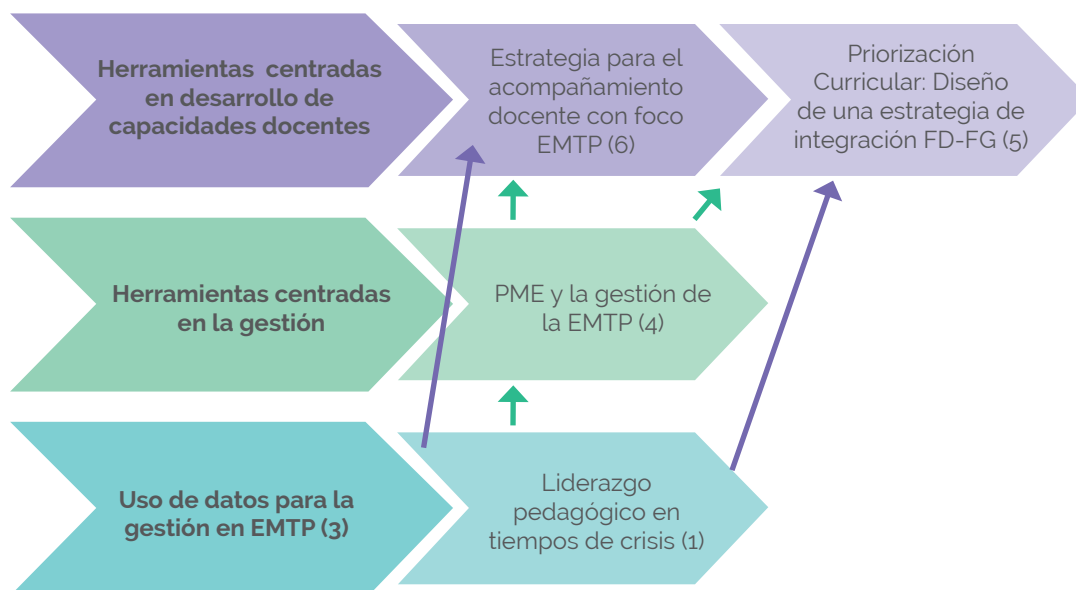 Herramientas centradas
en desarrollo de
capacidades docentes
Estrategia para el
acompañamiento
docente con foco
EMTP (6)
Priorización
Curricular: Diseño
de una estrategia de
integración FD-FG (5)
Herramientas centradas
en la gestión
PME y la gestión de
la EMTP (4)
Uso de datos para la
gestión en EMTP (3)
Liderazgo
pedagógico en
tiempos de crisis (1)